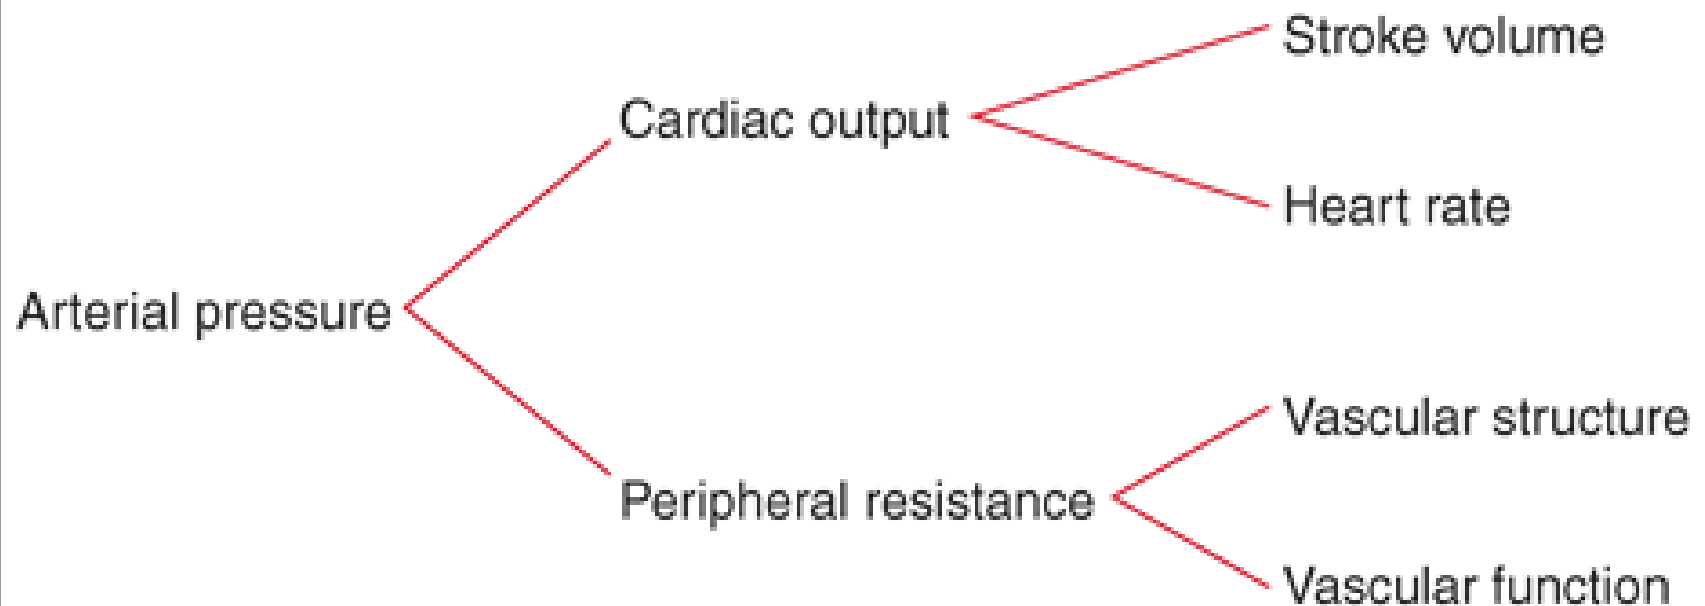 Stroke volume
Cardiac output
Heart rate
Arterial pressure
Vascular structure
Peripheral resistance
Vascular function